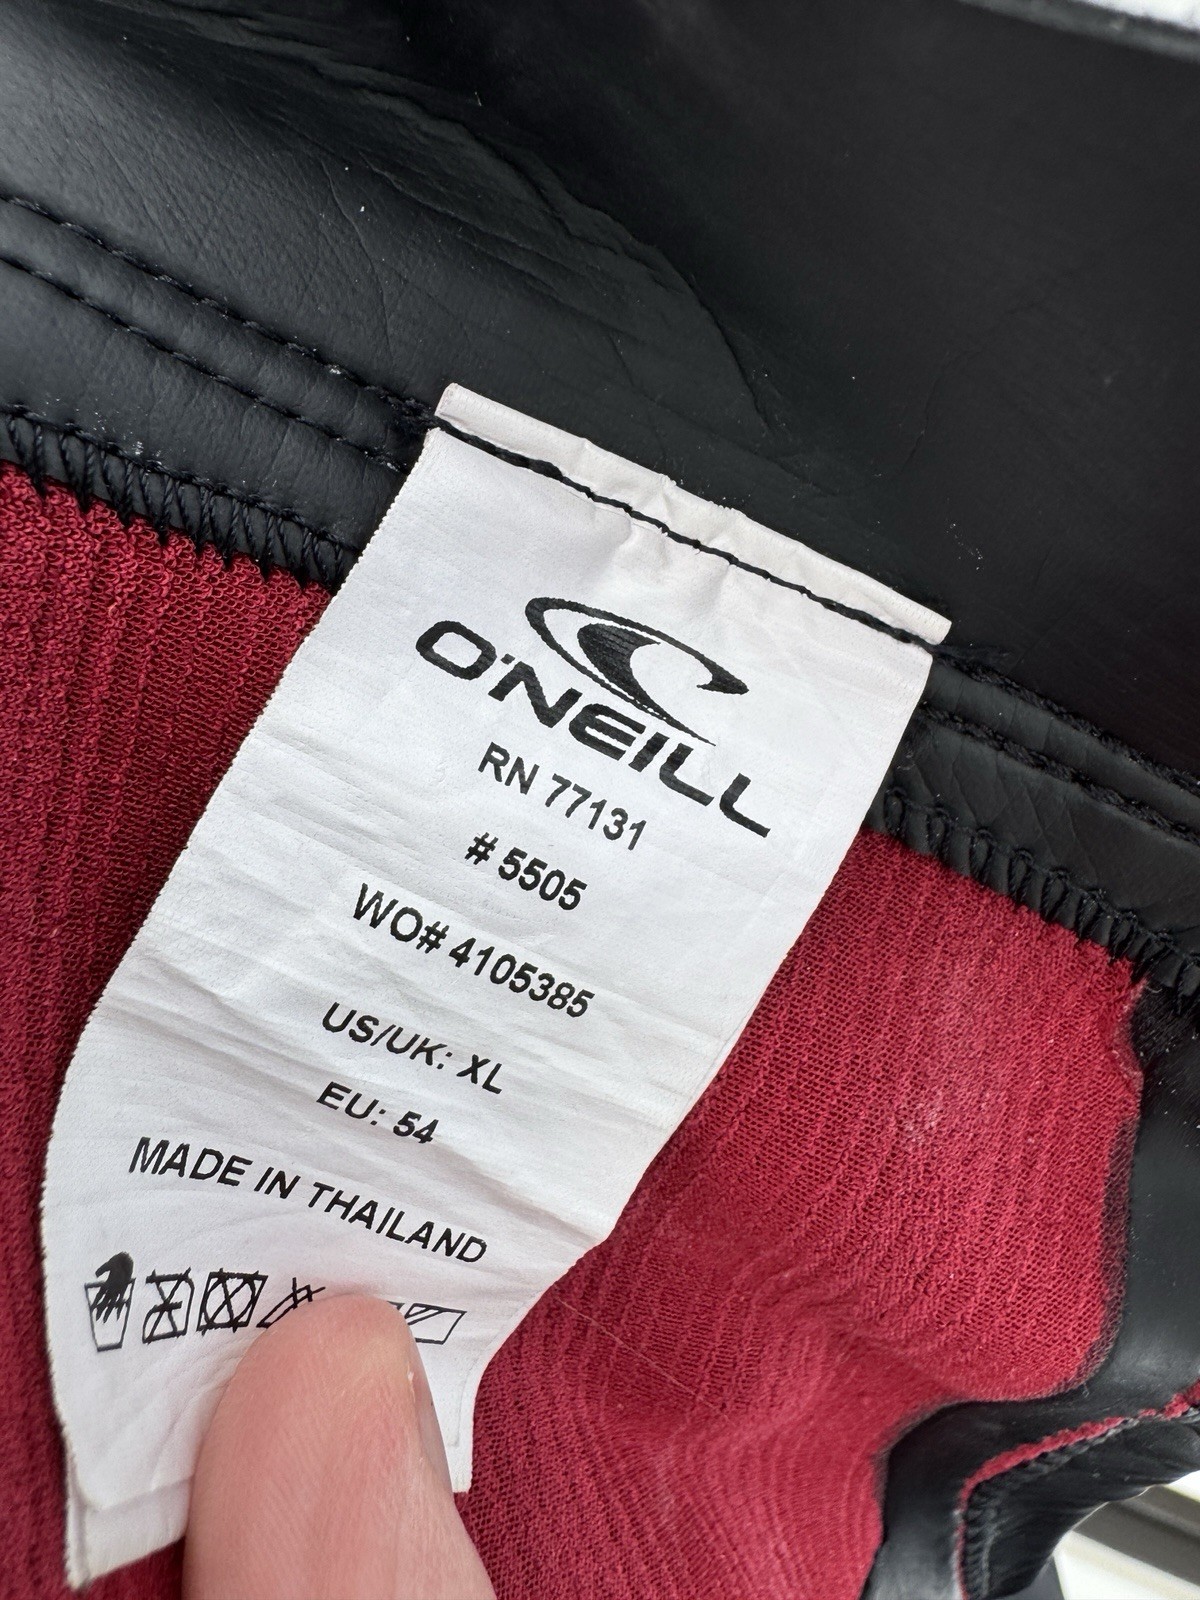 O'NEILL
RN 77131
# 5505
WO# 4105385
US/UK: XL
EU: 54
MADE IN THAILAND